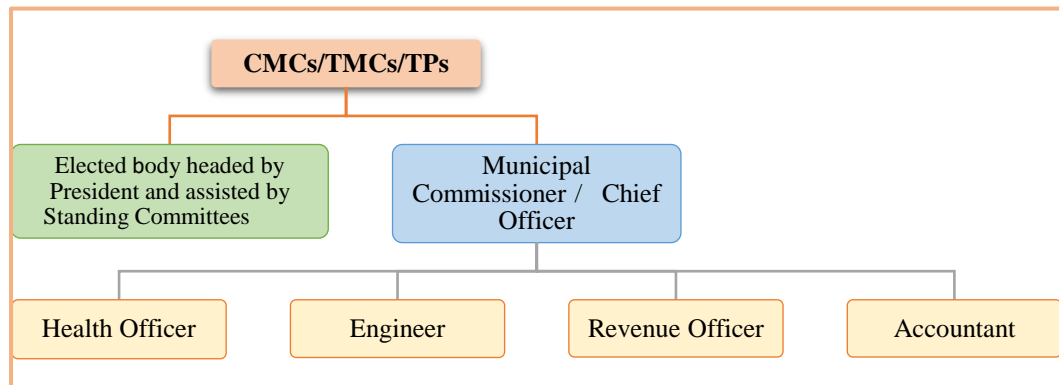 CMCs/TMCs/TPs
Elected body headed by
President and assisted by
Standing Committees
Municipal
Commissioner / Chief
Officer
Health Officer
Engineer
Revenue Officer
Accountant